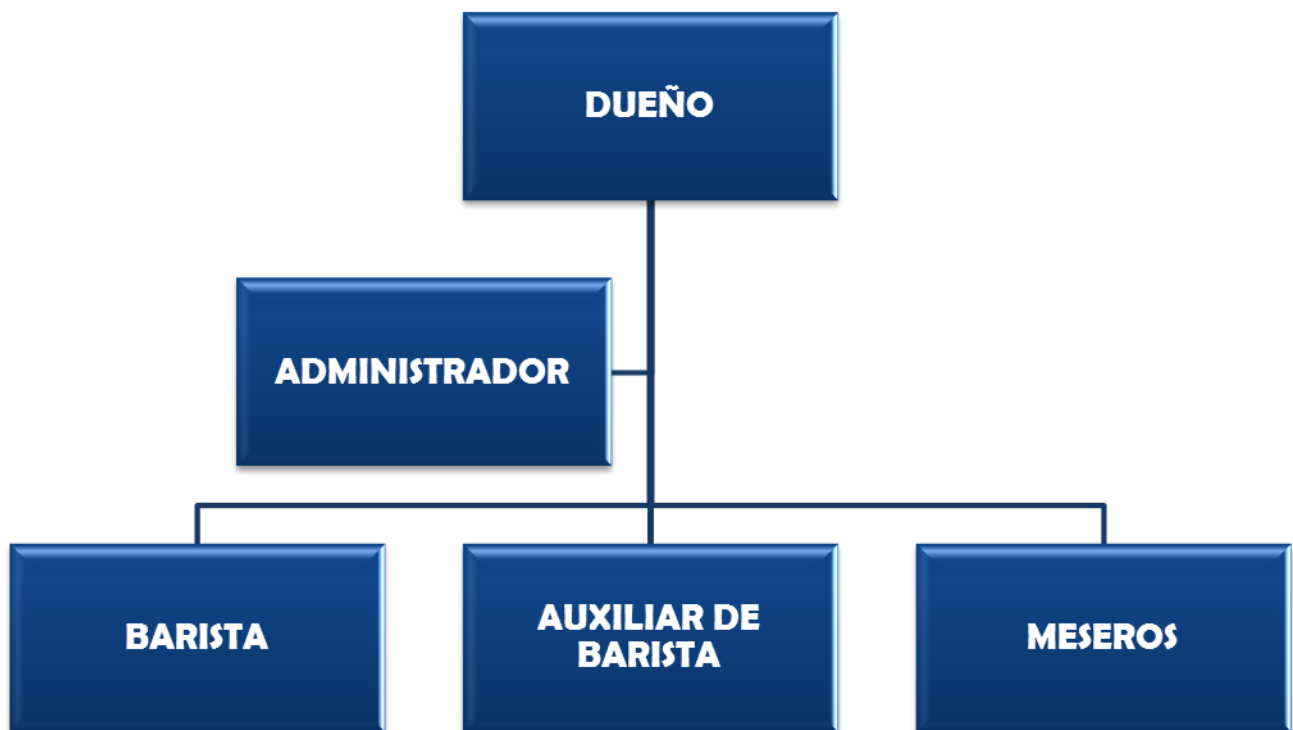 DUEÑO
ADMINISTRADOR
BARISTA
AUXILIAR DE
BARISTA
MESEROS